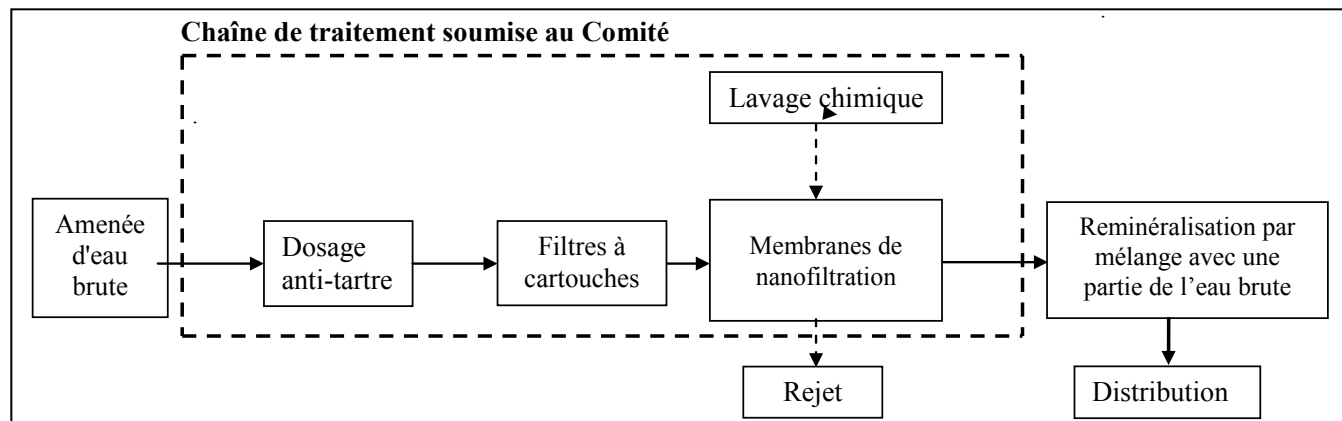 Chaîne de traitement soumise au Comité
Lavage chimique
Amenée
d'eau
brute
Dosage
anti-tartre
Filtres à
cartouches
Membranes de
nanofiltration
Reminéralisation par
mélange avec une
partie de l’eau brute
Rejet
Distribution